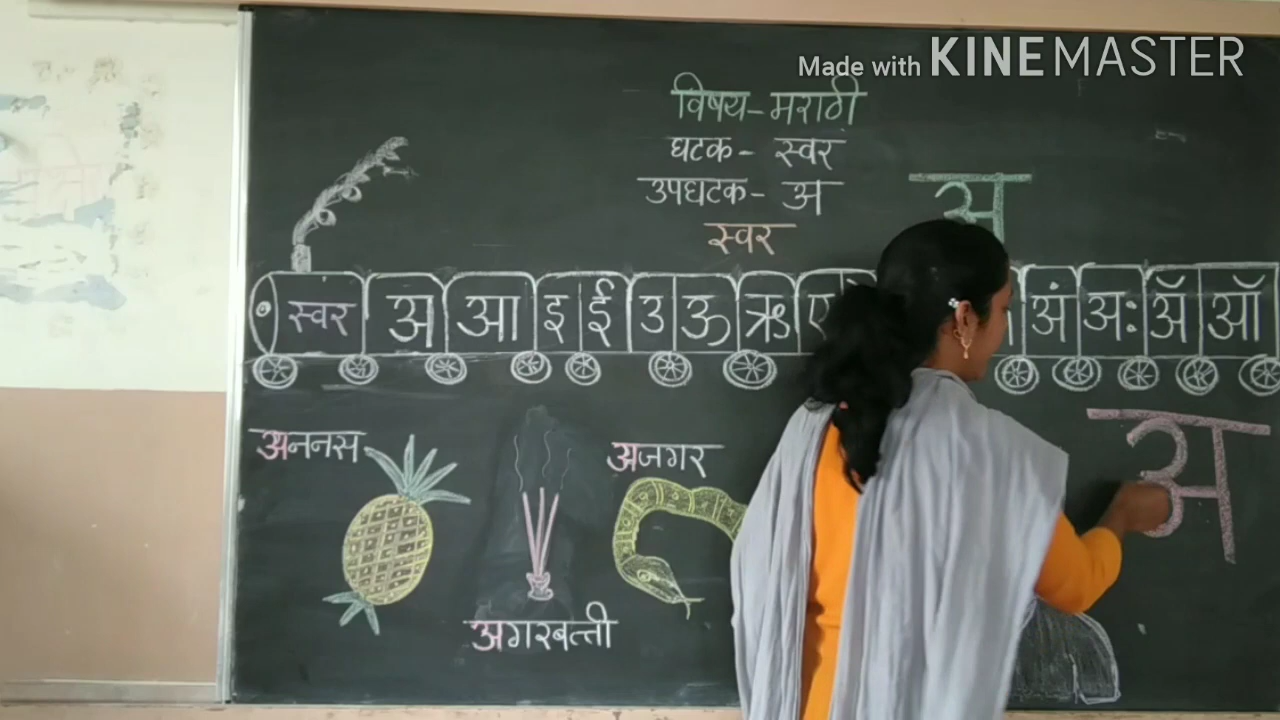 Made with KINEMASTER
विषय - मराठी
घटक - स्वर
उपघटक - अ
स्वर
अ
स्वर अ आ इ ई उ ऊ ऋ ए अं अः ॲ ऑ
अननस
अजगर
अ
अगरबत्ती